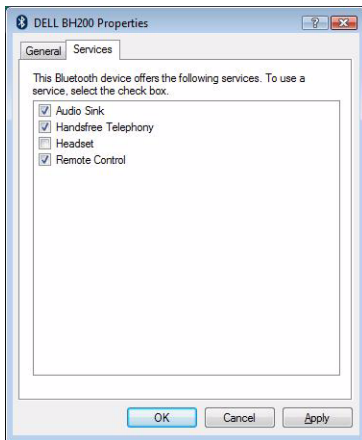 DELL BH200 Properties
General Services
This Bluetooth device offers the following services. To use a
service, select the check box.
Audio Sink
Handsfree Telephony
Headset
Remote Control
OK Cancel Apply